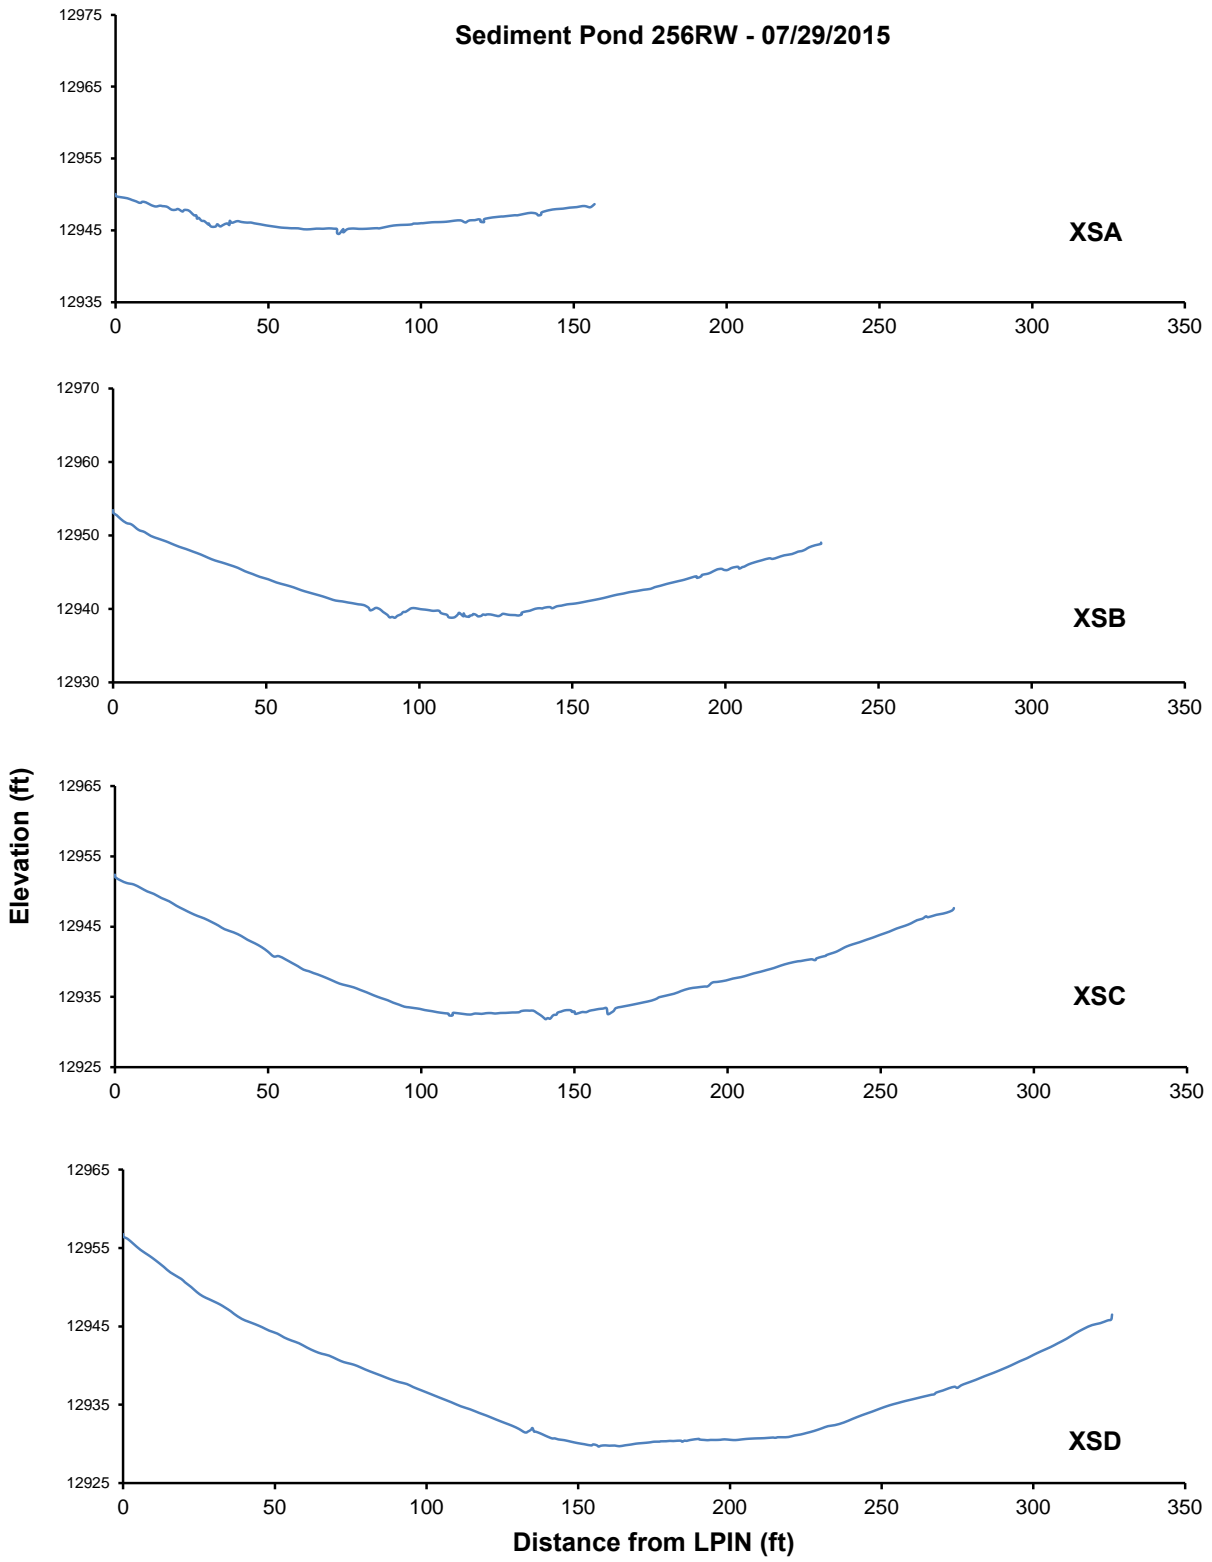 Sediment Pond 256RW - 07/29/2015
12975
12965
12955
12945
12935
XSA
0 50 100 150 200 250 300 350
12970
12960
12950
12940
12930
XSB
0 50 100 150 200 250 300 350
Elevation (ft)
12965
12955
12945
12935
12925
XSC
0 50 100 150 200 250 300 350
12965
12955
12945
12935
12925
XSD
0 50 100 150 200 250 300 350
Distance from LPIN (ft)